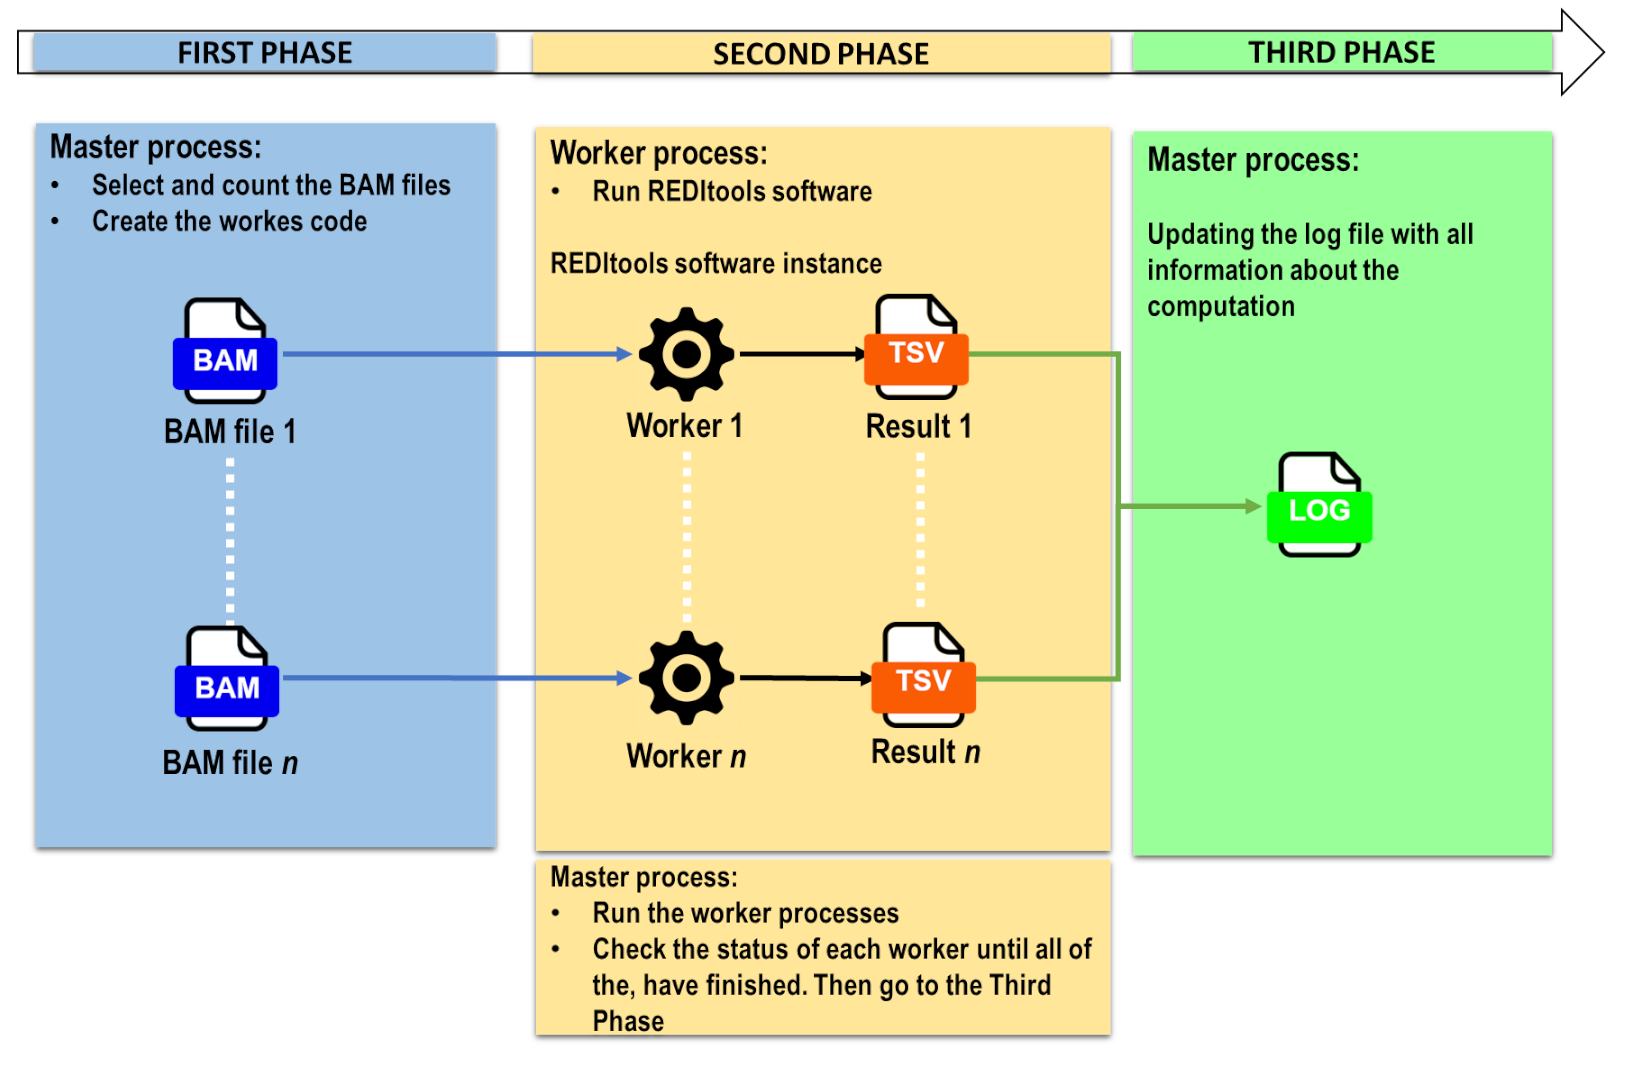 FIRST PHASE
SECOND PHASE
THIRD PHASE
Master process:
• Select and count the BAM files
• Create the workes code
BAM
BAM file 1
BAM
BAM file n
Worker process:
• Run REDItools software
REDItools software instance
Worker 1
TSV
Result 1
Worker n
TSV
Result n
Master process:
• Run the worker processes
• Check the status of each worker until all of
the, have finished. Then go to the Third
Phase
Master process:
Updating the log file with all
information about the
computation
LOG